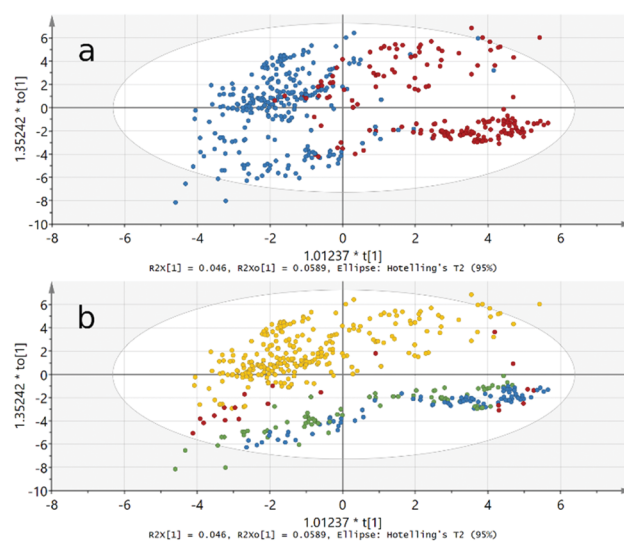 a
6
4
2
0
-2
-4
-6
-8
-10
1.35242 * to[1]
-8 -6 -4 -2 0 2 4 6
1.01237 * t[1]
R2X[1] = 0.046, R2Xo[1] = 0.0589, Ellipse: Hotelling's T2 (95%)
b
6
4
2
0
-2
-4
-6
-8
-10
1.35242 * to[1]
-8 -6 -4 -2 0 2 4 6
1.01237 * t[1]
R2X[1] = 0.046, R2Xo[1] = 0.0589, Ellipse: Hotelling's T2 (95%)